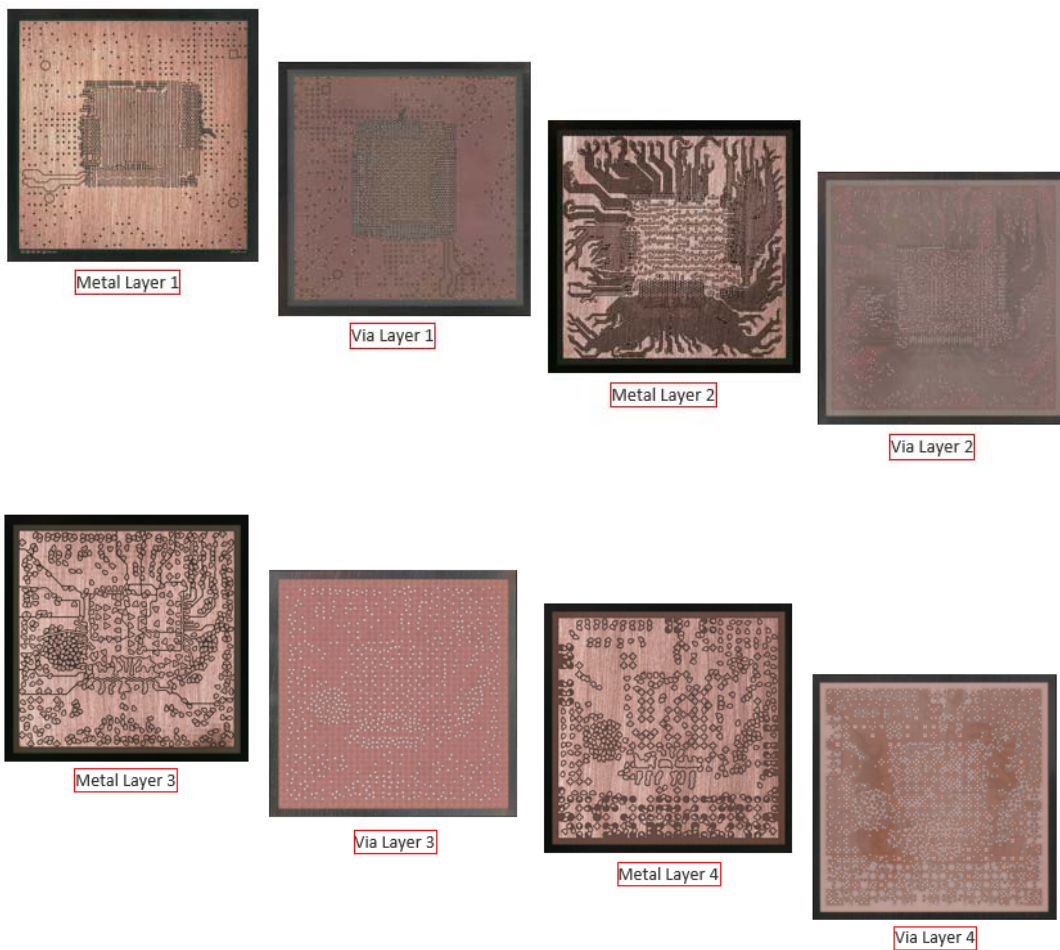 Metal Layer 1
Via Layer 1
Metal Layer 2
Via Layer 2
Metal Layer 3
Via Layer 3
Metal Layer 4
Via Layer 4